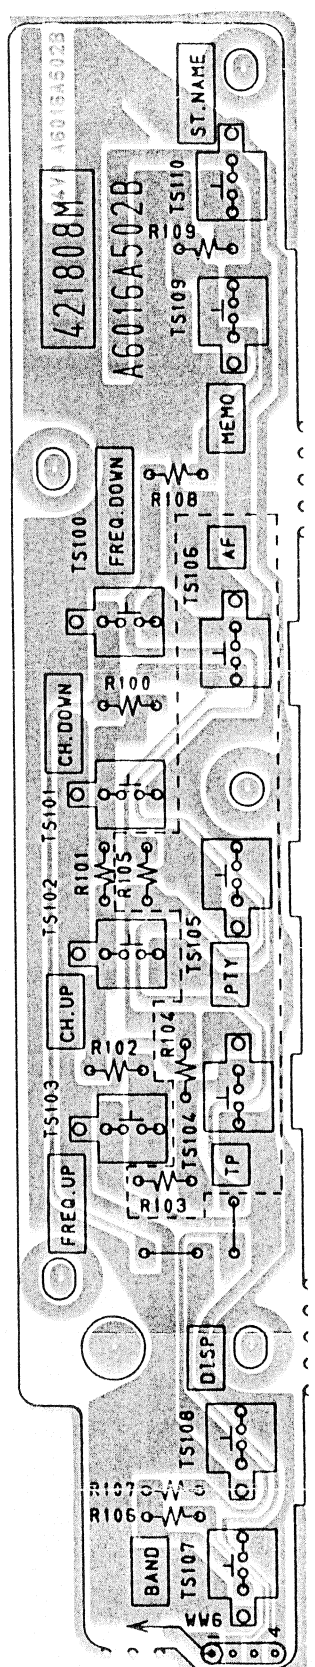 ST.NAME
TS110
R109
TS109
421808M
A6016A502B
MEMO
R108
FREQ.DOWN
TS100
TS106
AF
R100
CH.DOWN
TS101
R101
R105
TS102
TS105
CH.UP
PTY
R104
R102
TS103
TS104
FREQ.UP
TP
R103
DISP
TS108
R107
R106
BAND
TS107
WW6
1
4